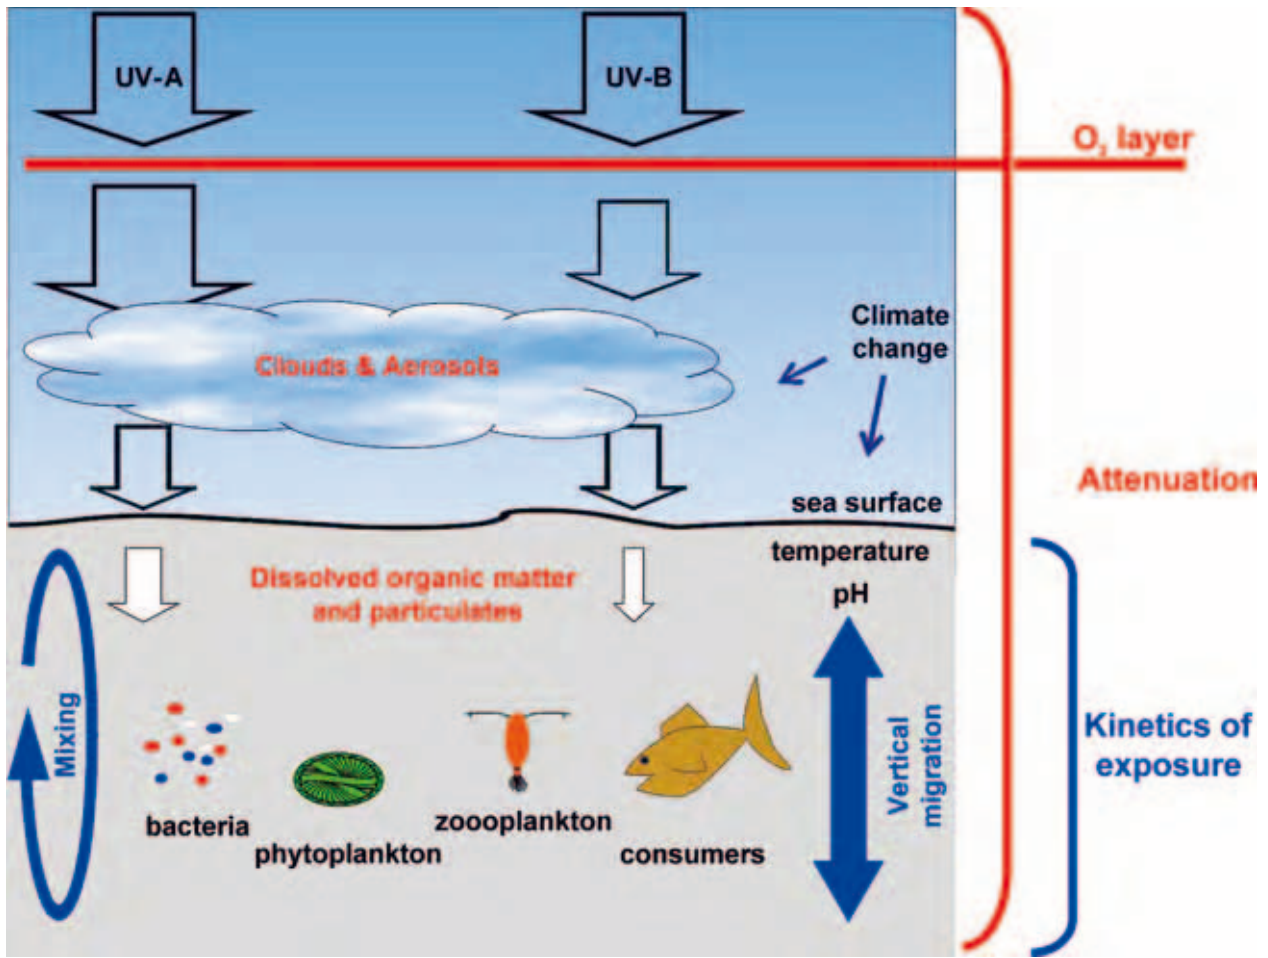 UV-A
UV-B
O₃ layer
Climate
change
Clouds & Aerosols
Attenuation
sea surface
temperature
pH
Dissolved organic matter
and particulates
Mixing
Vertical
migration
Kinetics of
exposure
bacteria
phytoplankton
zoooplankton
consumers